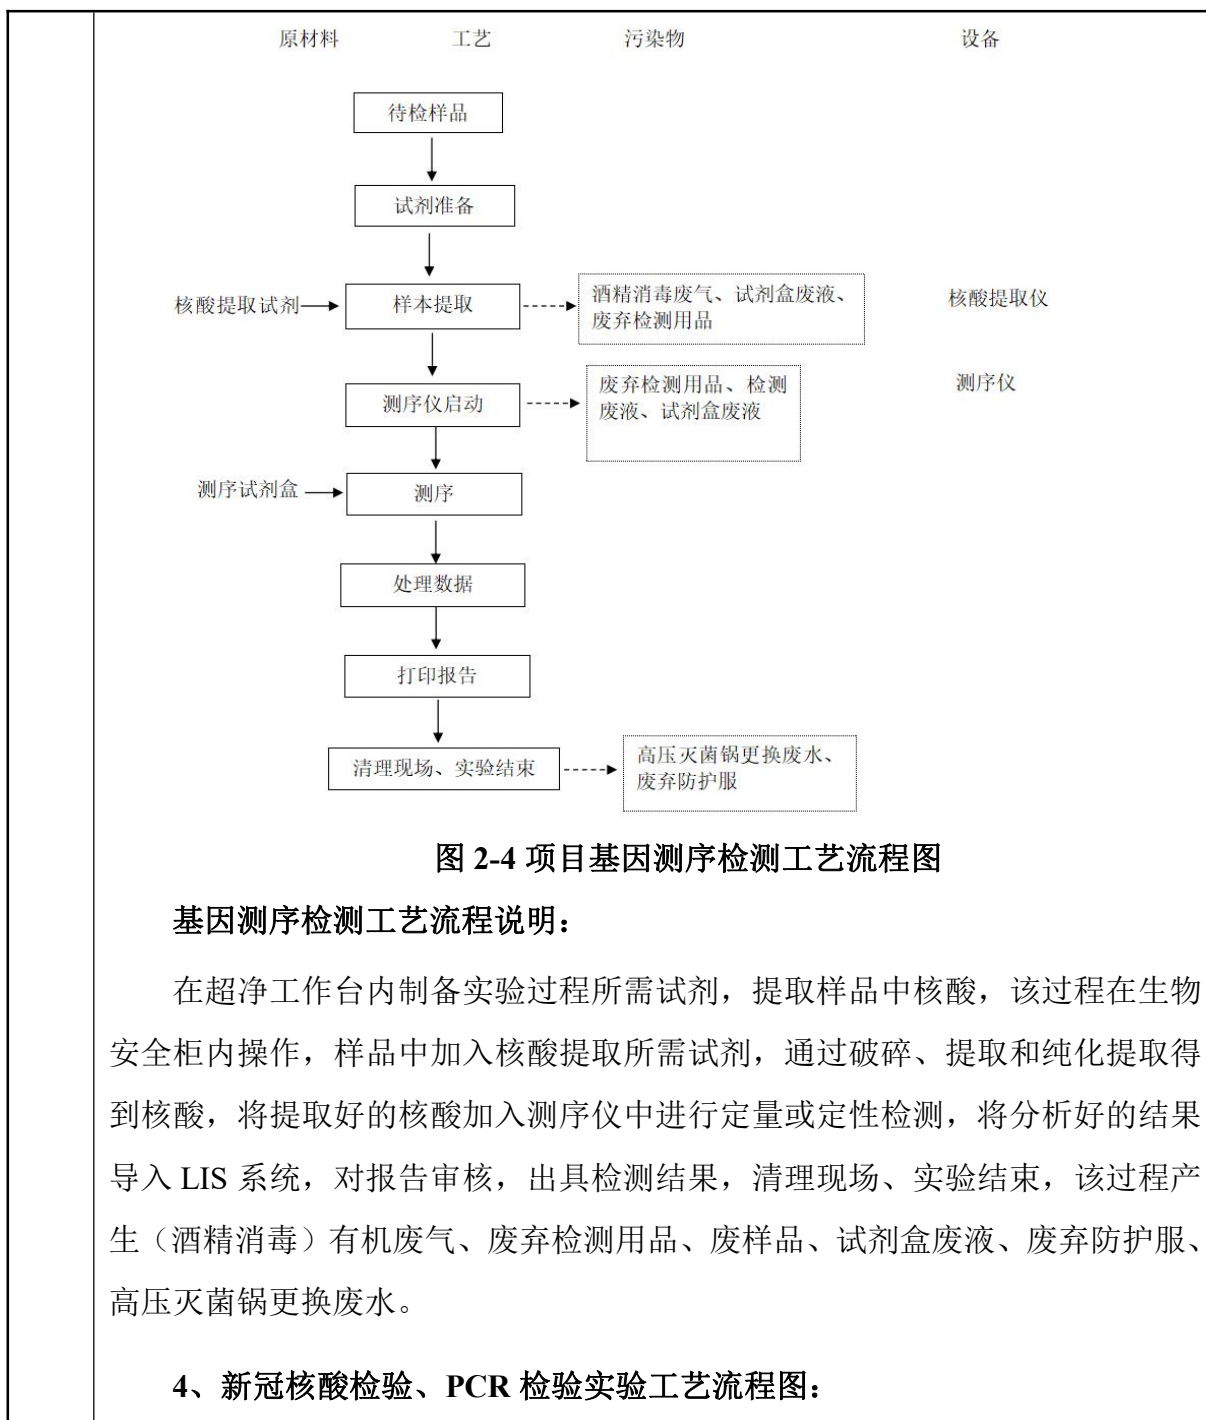 原材料 工艺 污染物 设备
待检样品
试剂准备
核酸提取试剂 样本提取 酒精消毒废气、试剂盒废液、 核酸提取仪
废弃检测用品
测序仪启动 废弃检测用品、检测 测序仪
废液、试剂盒废液
测序试剂盒 测序
处理数据
打印报告
清理现场、实验结束 高压灭菌锅更换废水、
废弃防护服
图 2-4 项目基因测序检测工艺流程图
基因测序检测工艺流程说明：
在超净工作台内制备实验过程所需试剂，提取样品中核酸，该过程在生物
安全柜内操作，样品中加入核酸提取所需试剂，通过破碎、提取和纯化提取得
到核酸，将提取好的核酸加入测序仪中进行定量或定性检测，将分析好的结果
导入 LIS 系统，对报告审核，出具检测结果，清理现场、实验结束，该过程产
生（酒精消毒）有机废气、废弃检测用品、废样品、试剂盒废液、废弃防护服、
高压灭菌锅更换废水。
4、新冠核酸检验、PCR 检验实验工艺流程图：